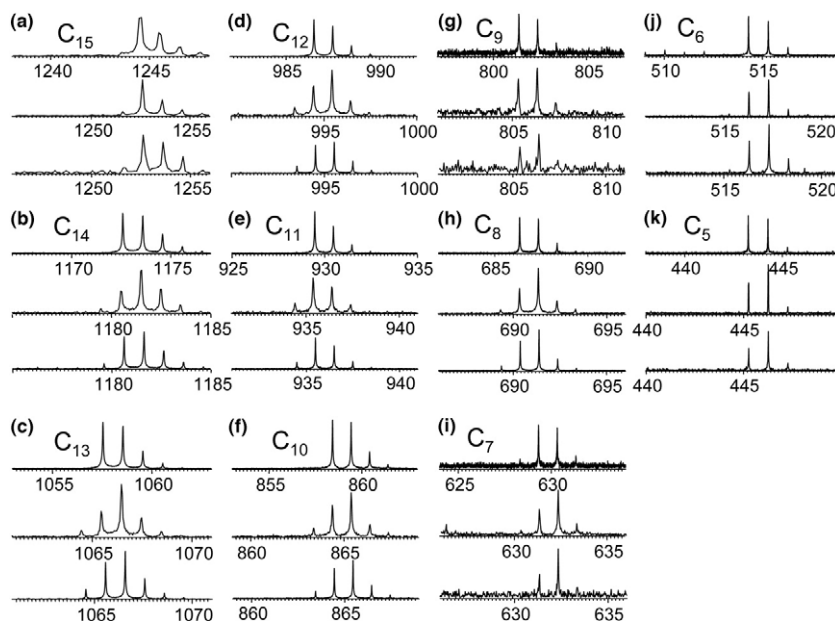 (a) C15
1240 1245
1250 1255
1250 1255
(b) C14
1170 1175
1180 1185
1180 1185
(c) C13
1055 1060
1065 1070
1065 1070
(d) C12
985 990
995 1000
995 1000
(e) C11
925 930 935
935 940
935 940
(f) C10
855 860
860 865
860 865
(g) C9
800 805
805 810
805 810
(h) C8
685 690
690 695
690 695
(i) C7
625 630
630 635
630 635
(j) C6
510 515
515 520
515 520
(k) C5
440 445
440 445
440 445